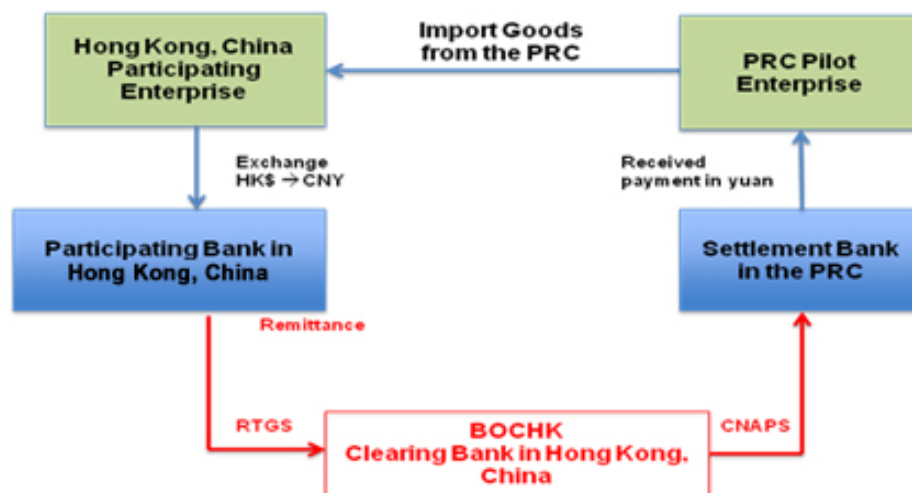 Hong Kong, China
Participating
Enterprise
Import Goods
from the PRC
PRC Pilot
Enterprise
Exchange
HK$ → CNY
Received
payment in yuan
Participating Bank in
Hong Kong, China
Settlement Bank
in the PRC
Remittance
RTGS
BOCHK
Clearing Bank in Hong Kong,
China
CNAPS